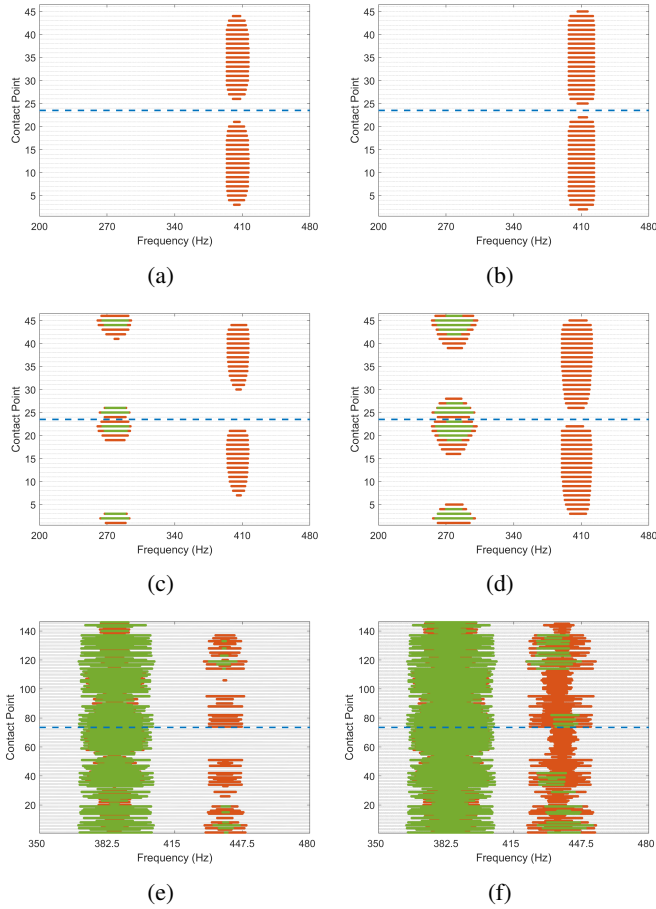 45
40
35
30
25
20
15
10
5
Contact Point
200 270 340 410 480
Frequency (Hz)
(a)
45
40
35
30
25
20
15
10
5
Contact Point
200 270 340 410 480
Frequency (Hz)
(b)
45
40
35
30
25
20
15
10
5
Contact Point
200 270 340 410 480
Frequency (Hz)
(c)
45
40
35
30
25
20
15
10
5
Contact Point
200 270 340 410 480
Frequency (Hz)
(d)
140
120
100
80
60
40
20
Contact Point
350 382.5 415 447.5 480
Frequency (Hz)
(e)
140
120
100
80
60
40
20
Contact Point
350 382.5 415 447.5 480
Frequency (Hz)
(f)